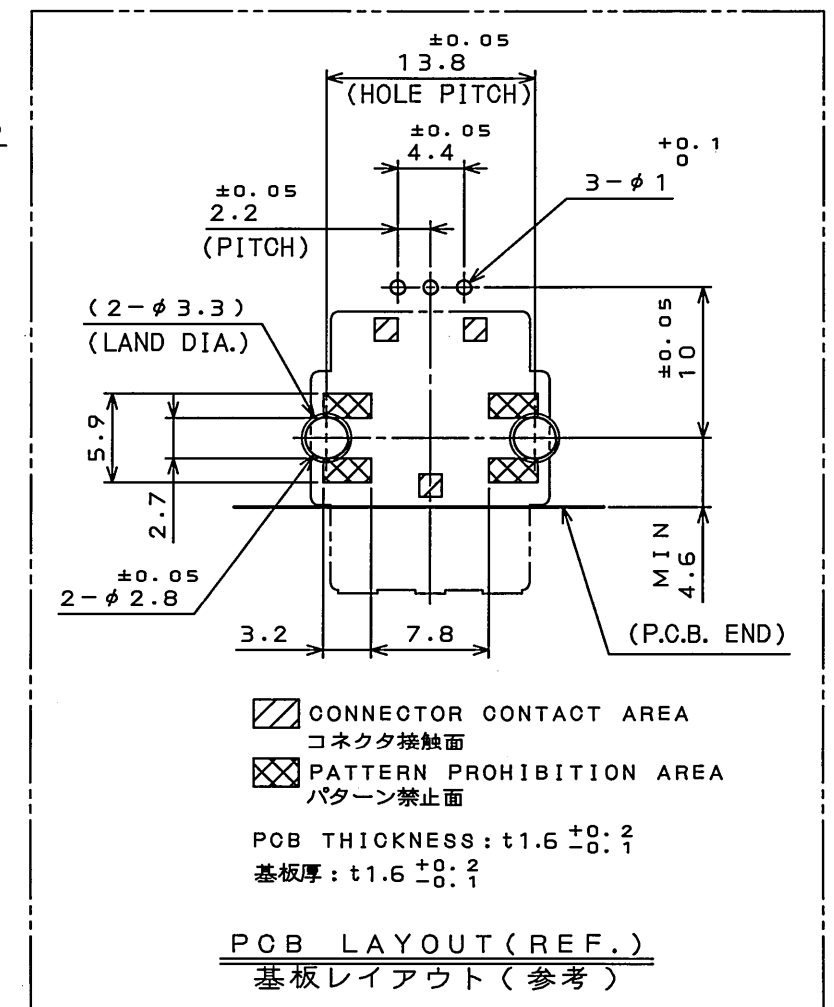 ±0.05
13.8
(HOLE PITCH)
±0.05
4.4
+0.1
0
3-φ1
±0.05
2.2
(PITCH)
(2-φ3.3)
(LAND DIA.)
±0.05
10
5.9
2.7
MIN
4.6
±0.05
2-φ2.8
3.2
7.8
(P.C.B. END)
CONNECTOR CONTACT AREA
コネクタ接触面
PATTERN PROHIBITION AREA
パターン禁止面
PCB THICKNESS:t1.6 +0.2 -0.1
基板厚:t1.6 +0.2 -0.1
PCB LAYOUT(REF.)
基板レイアウト(参考)